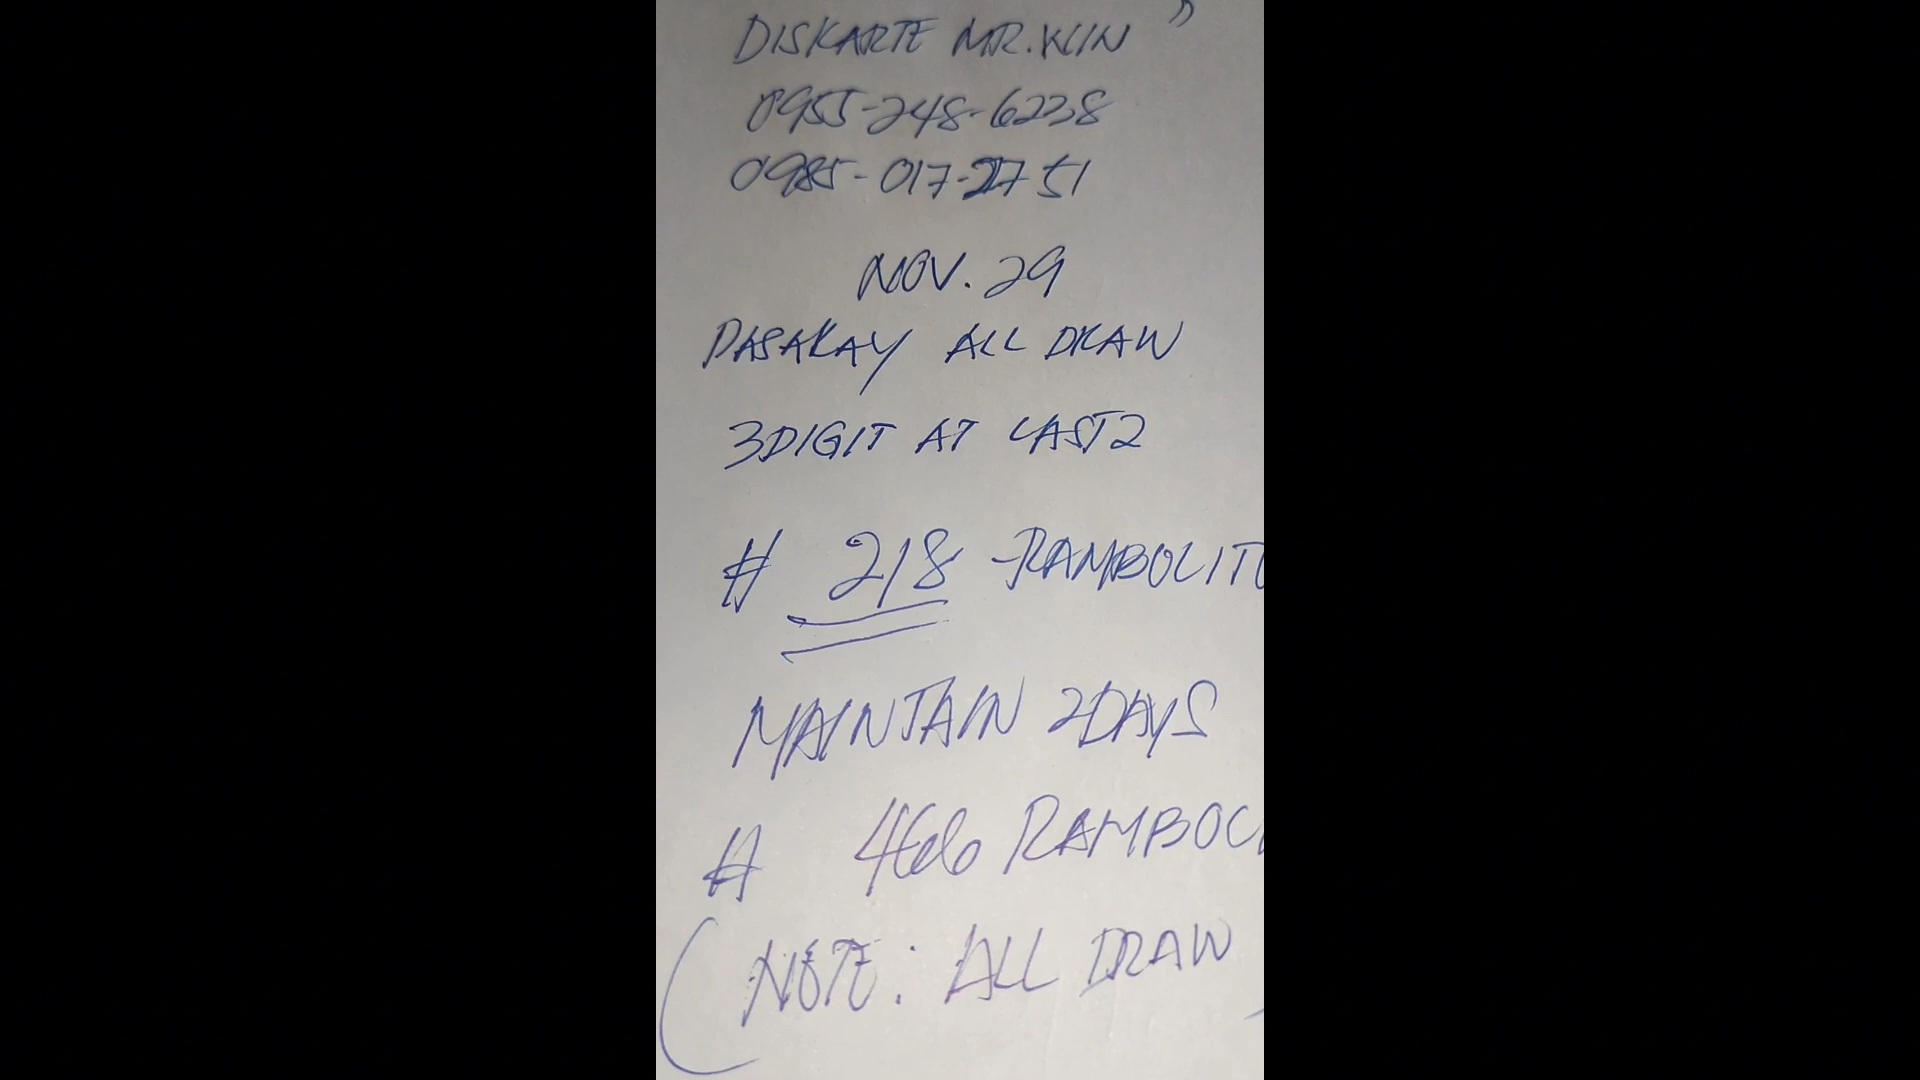 DISKARTE MR. WIN "
0955-248-6238
0985-017-2751
NOV. 29
PASAKAY ALL DRAW
3DIGIT AT LAST2
# 218 -RAMBOLITO
MAINTAIN 2DAYS
# 466 RAMBOL
(NOTE: ALL DRAW